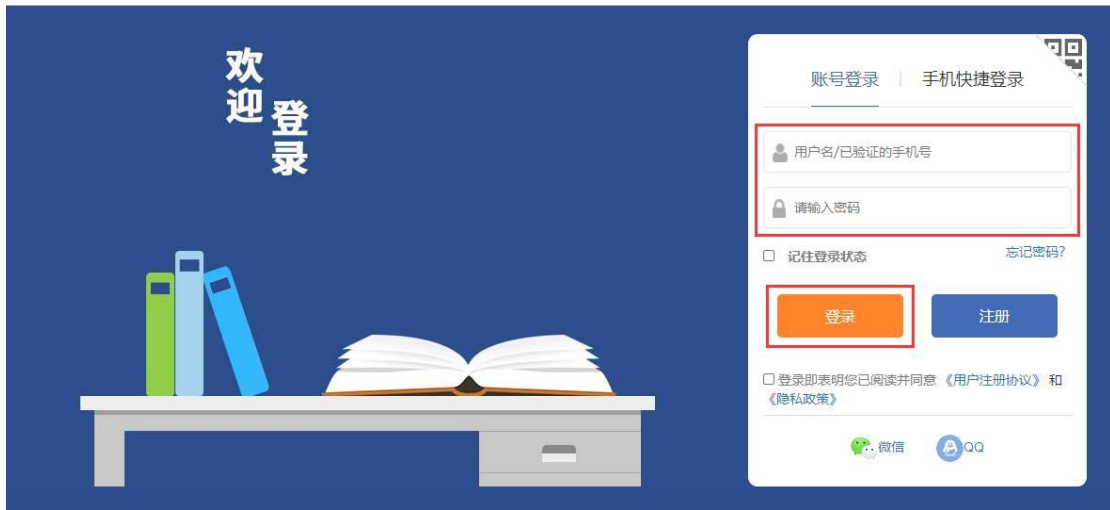 欢迎
登录
账号登录
手机快捷登录
用户名/已验证的手机号
请输入密码
记住登录状态
忘记密码?
登录
注册
登录即表明您已阅读并同意 《用户注册协议》 和
《隐私政策》
微信
QQ